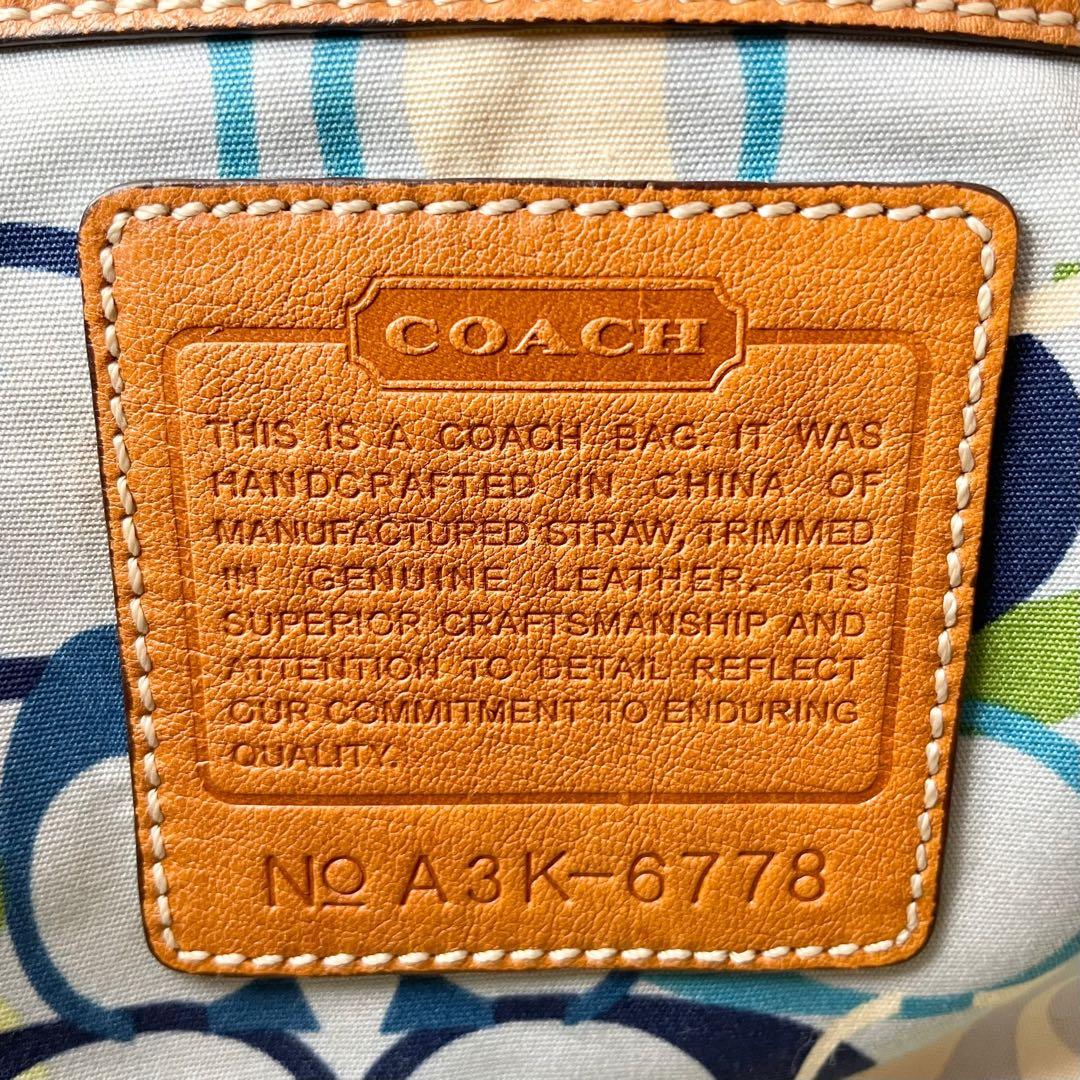 COACH
THIS IS A COACH BAG. IT WAS
HANDCRAFTED IN CHINA OF
MANUFACTURED STRAW, TRIMMED
IN GENUINE LEATHER. ITS
SUPERIOR CRAFTSMANSHIP AND
ATTENTION TO DETAIL REFLECT
OUR COMMITMENT TO ENDURING
QUALITY.
No A3K-6778